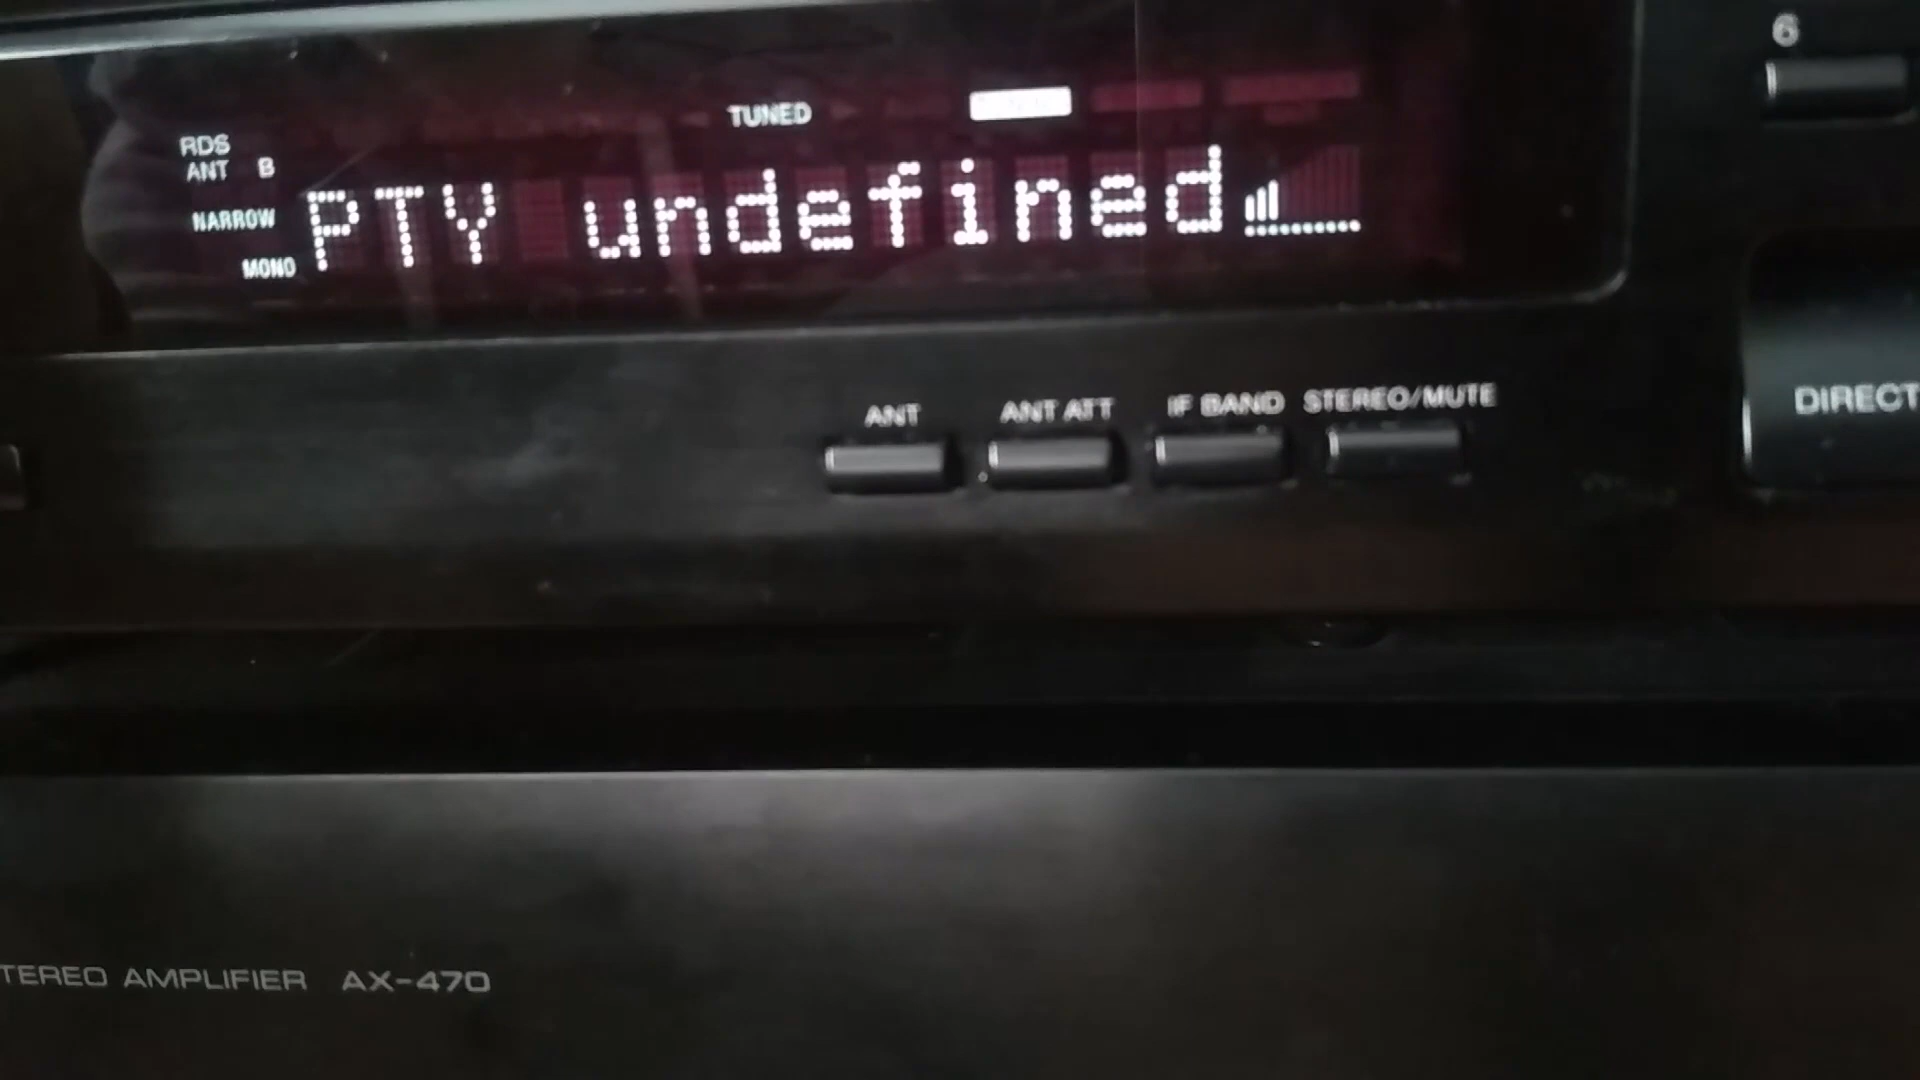 6
TUNED
RDS
ANT B
NARROW
MONO
PTY undefined
ANT
ANT ATT
IF BAND
STEREO/MUTE
DIRECT
TEREO AMPLIFIER AX-470